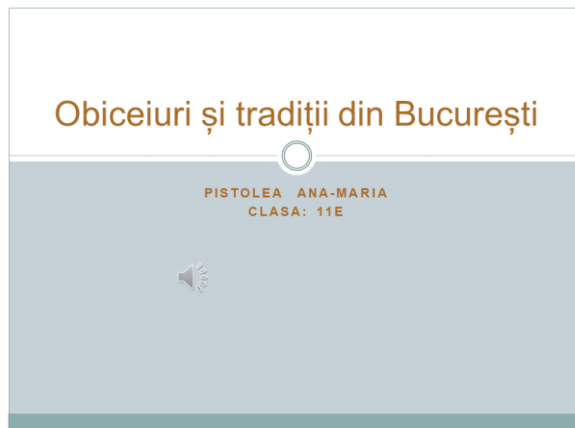 Obiceiuri și tradiții din București
PISTOLEA ANA-MARIA
CLASA: 11E